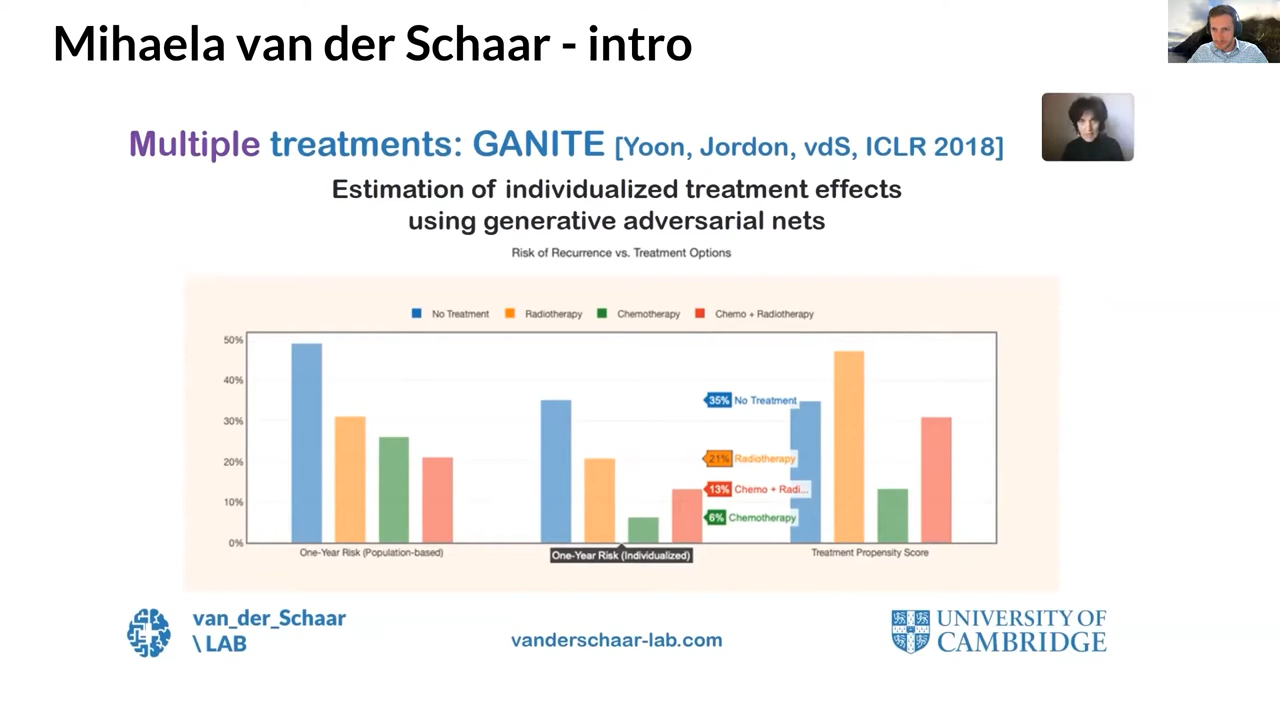 Mihaela van der Schaar - intro
Multiple treatments: GANITE [Yoon, Jordon, vdS, ICLR 2018]
Estimation of individualized treatment effects
using generative adversarial nets
Risk of Recurrence vs. Treatment Options
No Treatment Radiotherapy Chemotherapy Chemo + Radiotherapy
50%
40%
30%
20%
10%
0%
35% No Treatment
21% Radiotherapy
13% Chemo + Radi...
6% Chemotherapy
One-Year Risk (Population-based) One-Year Risk (Individualized) Treatment Propensity Score
van_der_Schaar
\ LAB
vanderschaar-lab.com
UNIVERSITY OF
CAMBRIDGE